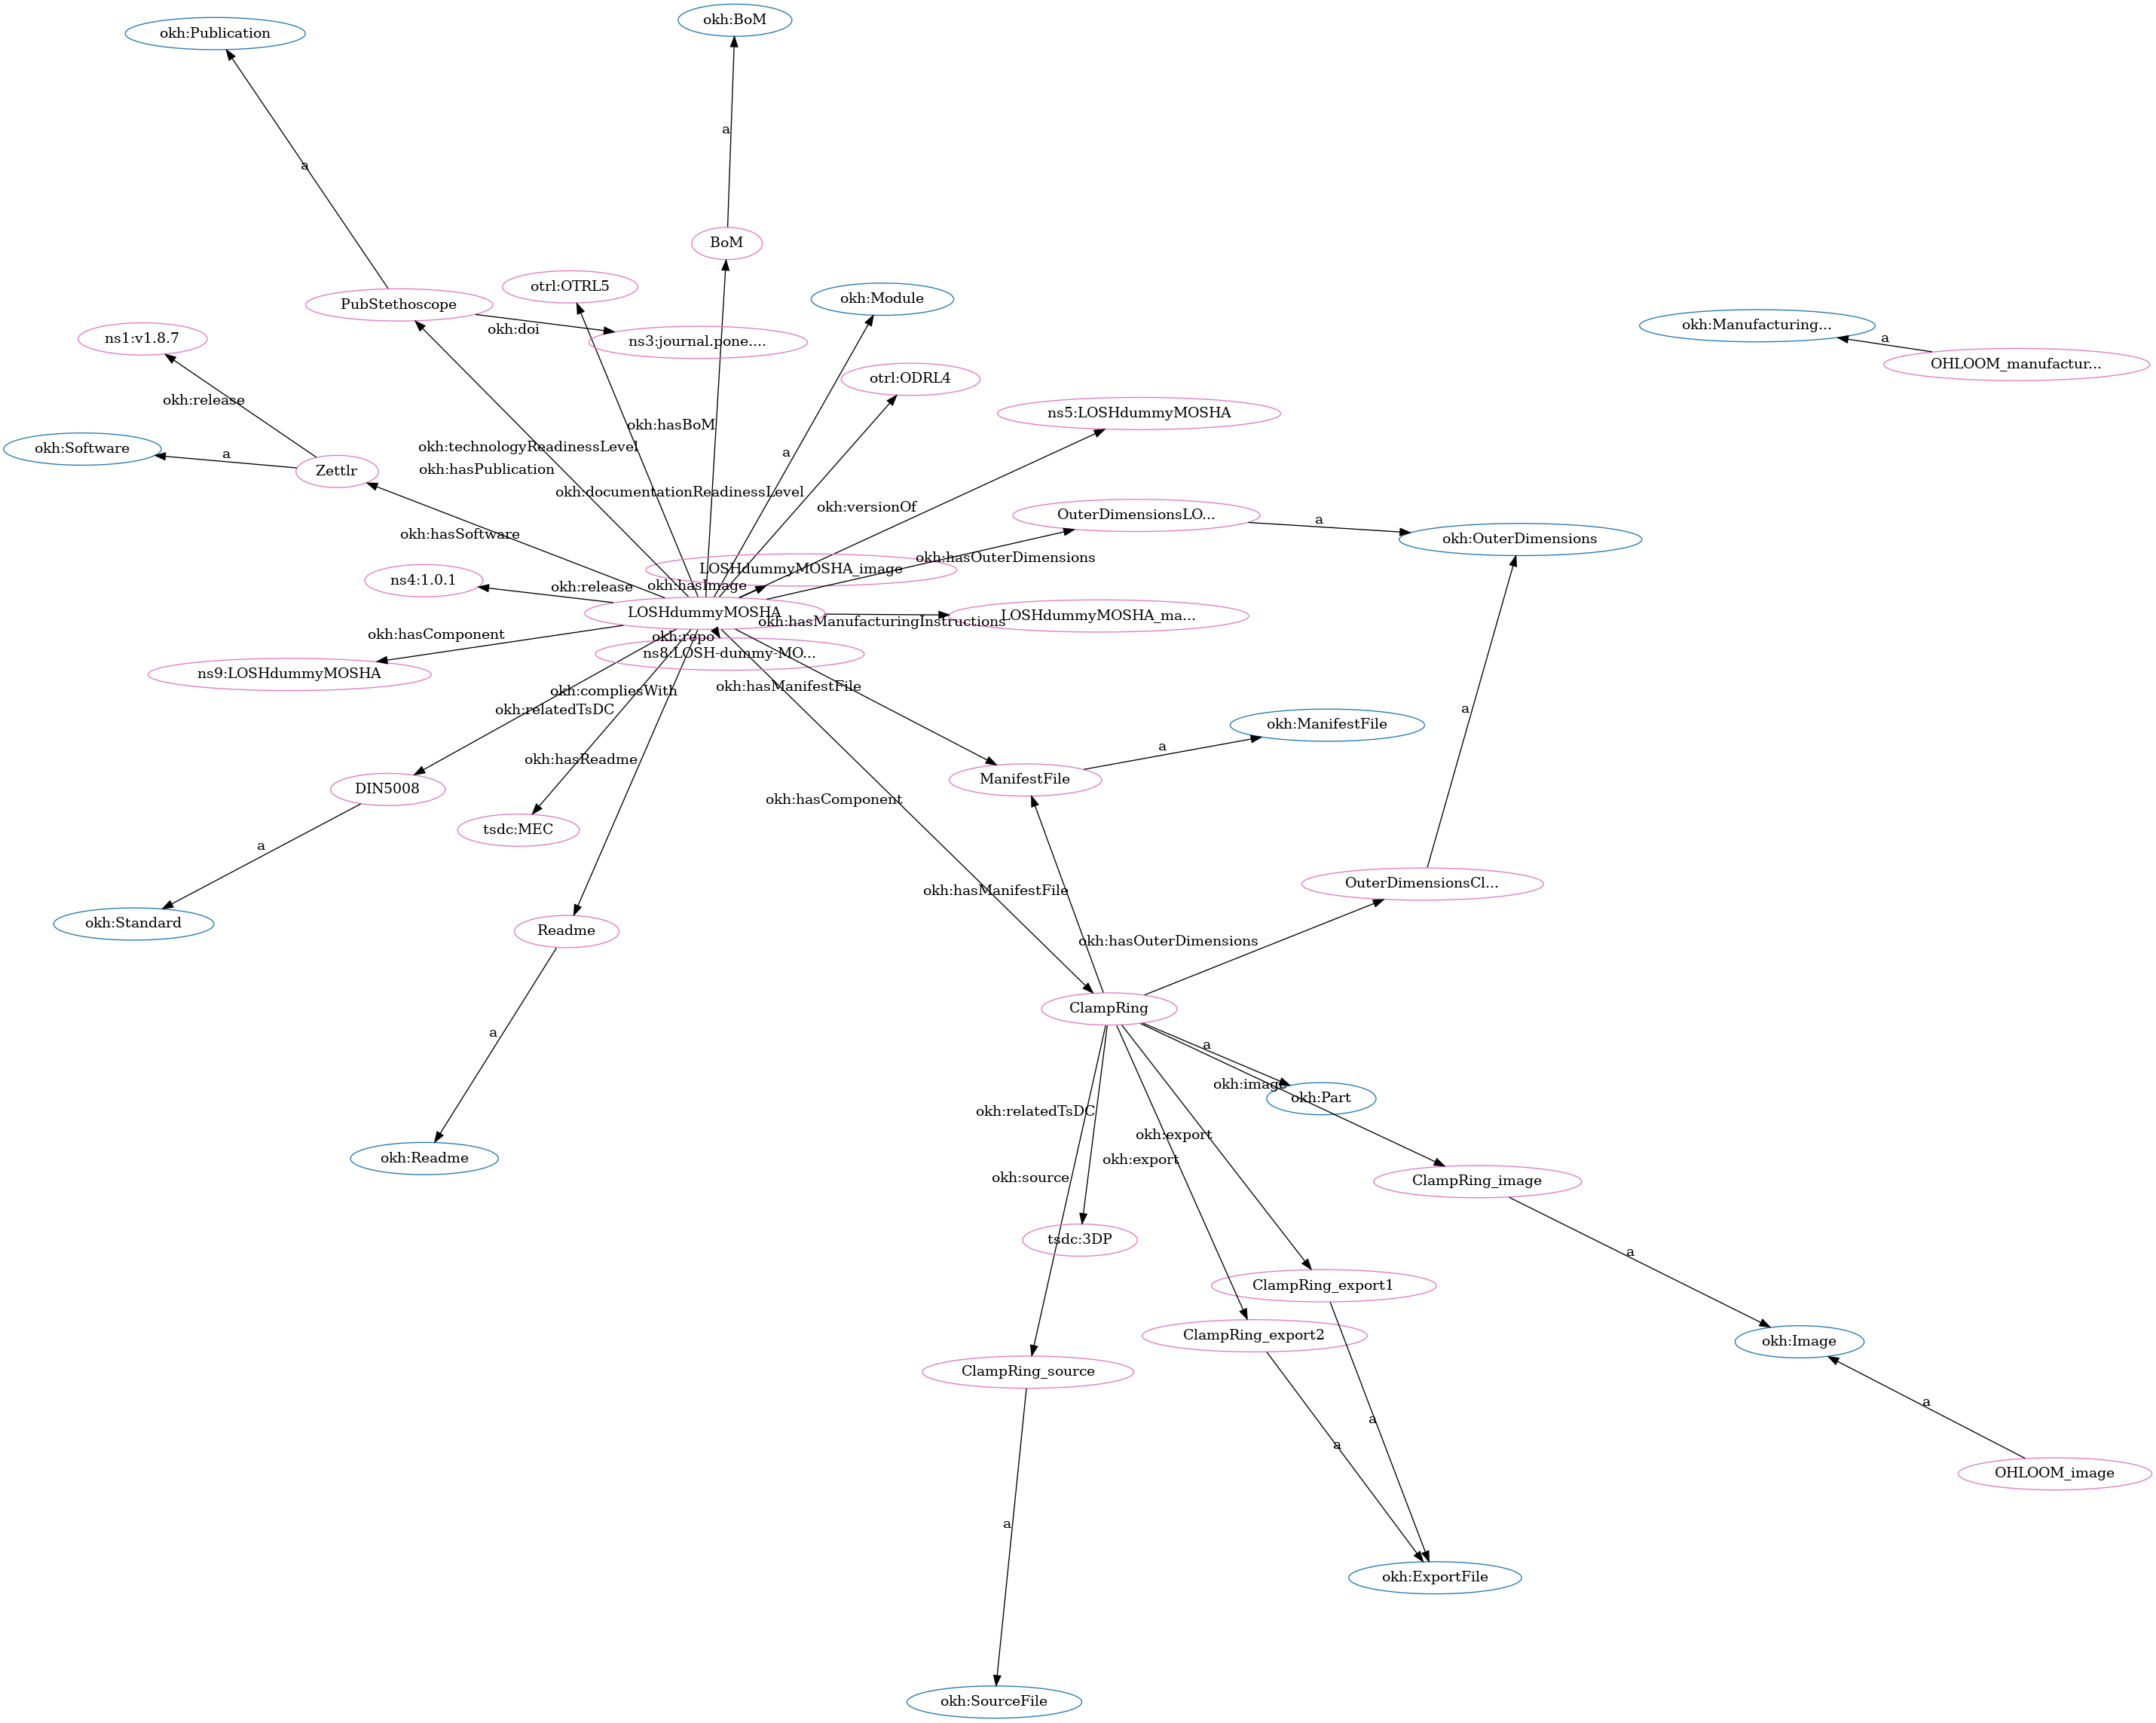 okh:BoM
okh:Publication
a
a
BoM
otrl:OTRL5
okh:Module
PubStethoscope
okh:Manufacturing...
okh:doi
ns1:v1.8.7
ns3:journal.pone....
a
OHLOOM_manufactur...
otrl:ODRL4
okh:release
ns5:LOSHdummyMOSHA
okh:hasBoM
okh:technologyReadinessLevel
okh:Software
a
a
okh:hasPublication
Zettlr
okh:documentationReadinessLevel
okh:versionOf
OuterDimensionsLO...
a
okh:hasSoftware
okh:OuterDimensions
okh:hasOuterDimensions
LOSHdummyMOSHA_image
ns4:1.0.1
okh:release
okh:hasImage
LOSHdummyMOSHA
LOSHdummyMOSHA_ma...
okh:hasManufacturingInstructions
okh:hasComponent
okh:repo
ns8:LOSH-dummy-MO...
ns9:LOSHdummyMOSHA
okh:compliesWith
okh:hasManifestFile
okh:relatedTsDC
a
okh:ManifestFile
a
okh:hasReadme
ManifestFile
DIN5008
okh:hasComponent
tsdc:MEC
a
OuterDimensionsCl...
okh:hasManifestFile
okh:Standard
Readme
okh:hasOuterDimensions
ClampRing
a
a
okh:image
okh:Part
okh:relatedTsDC
okh:export
okh:Readme
okh:export
okh:source
ClampRing_image
tsdc:3DP
a
ClampRing_export1
ClampRing_export2
okh:Image
ClampRing_source
a
a
a
OHLOOM_image
a
okh:ExportFile
okh:SourceFile